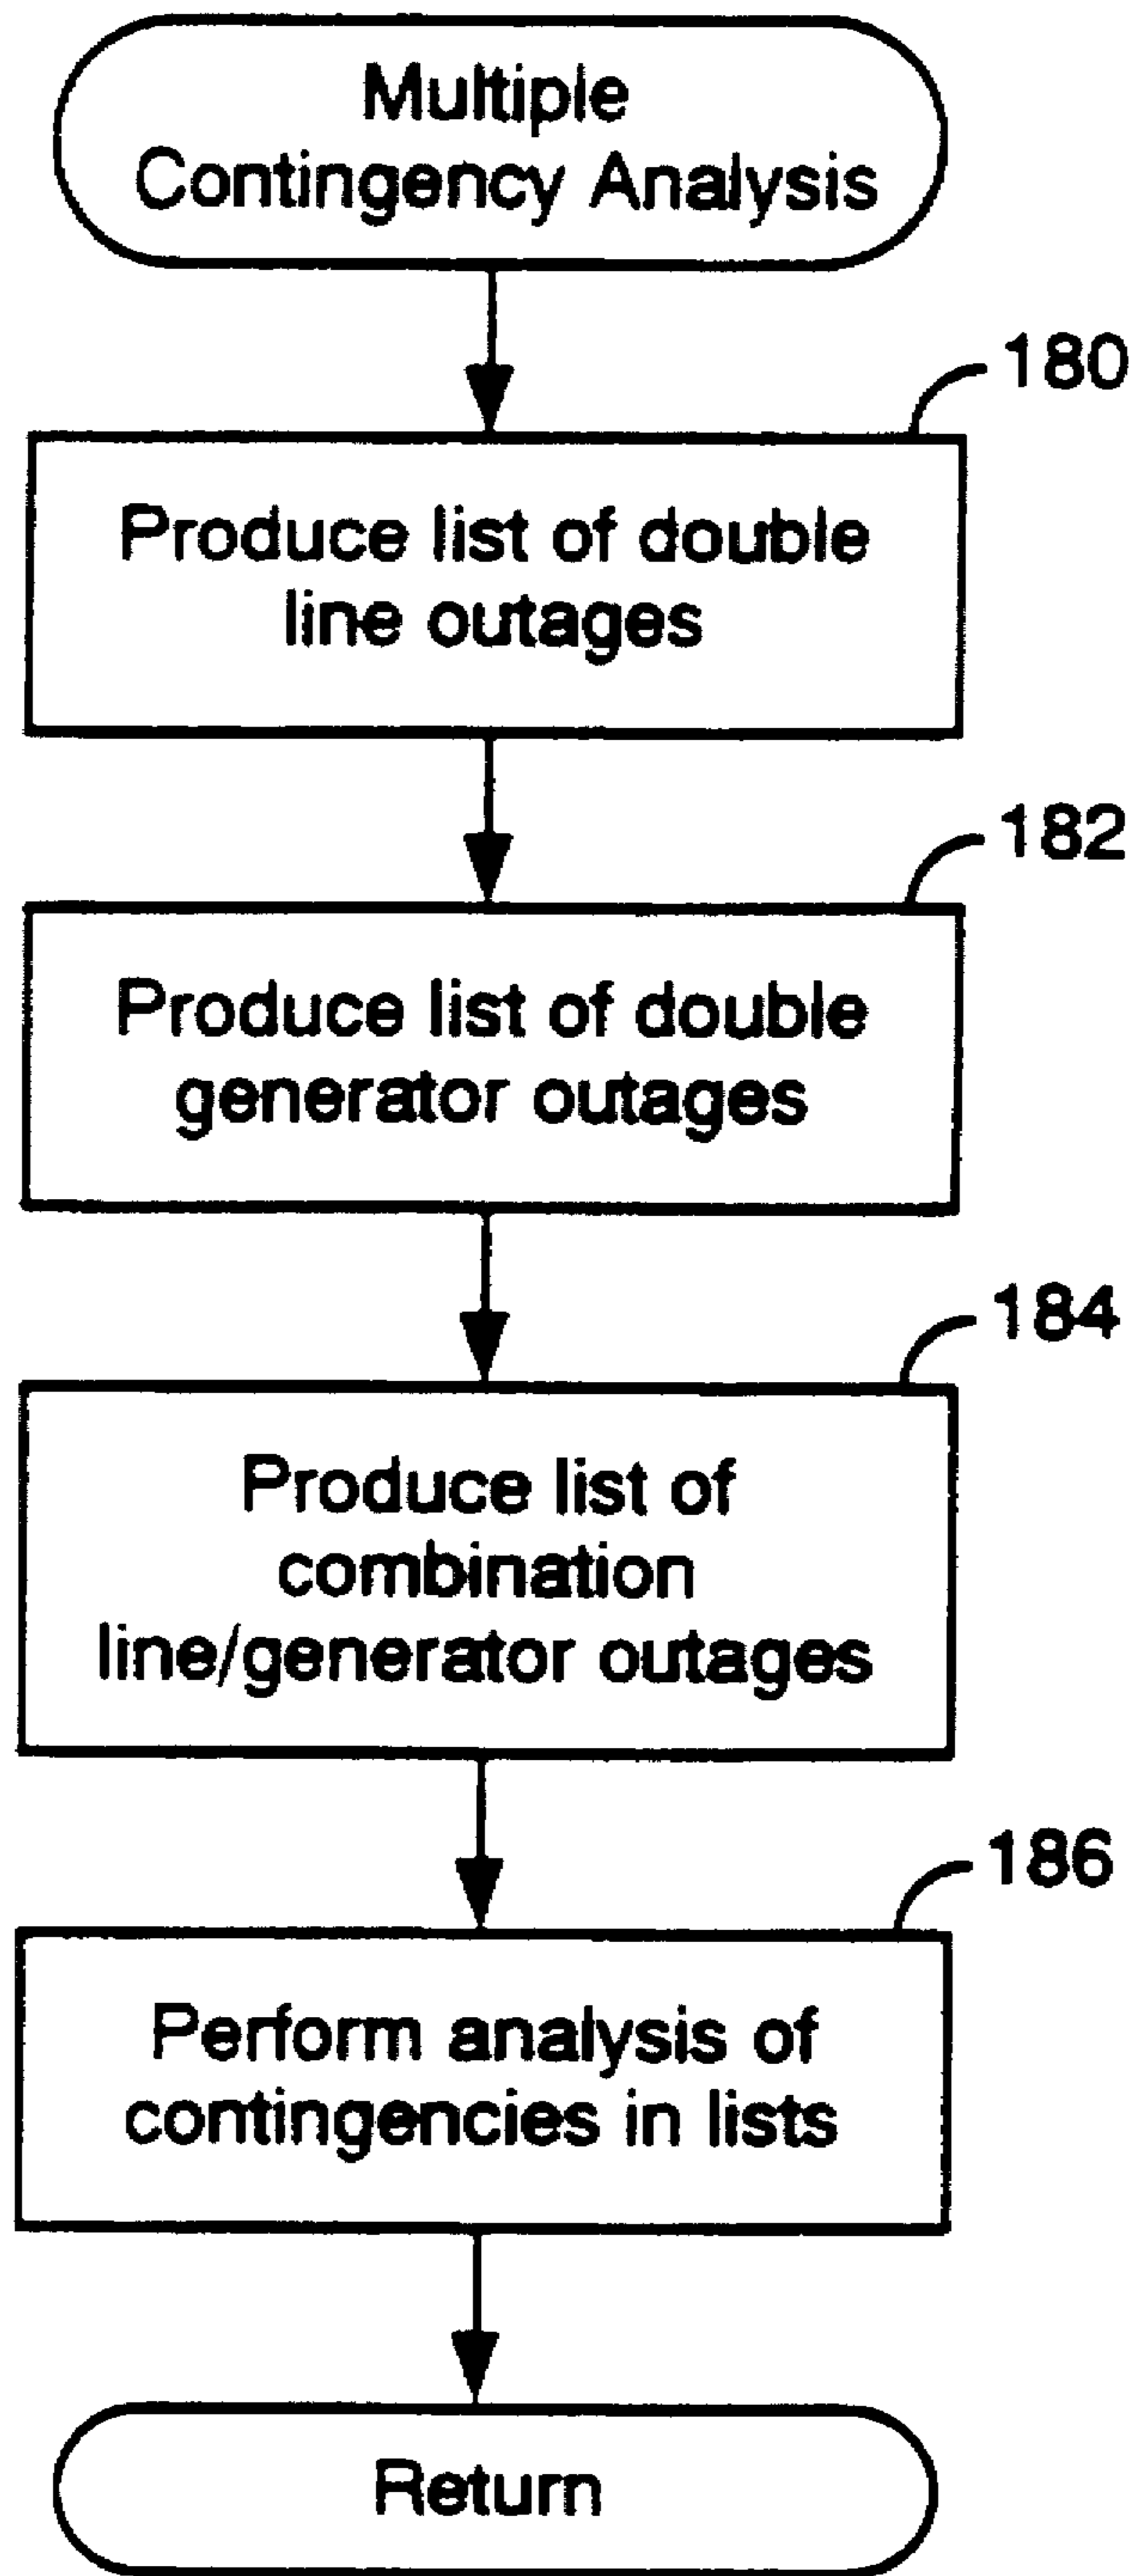 Multiple
Contingency Analysis
180
Produce list of double
line outages
182
Produce list of double
generator outages
184
Produce list of
combination
line/generator outages
186
Perform analysis of
contingencies in lists
Return